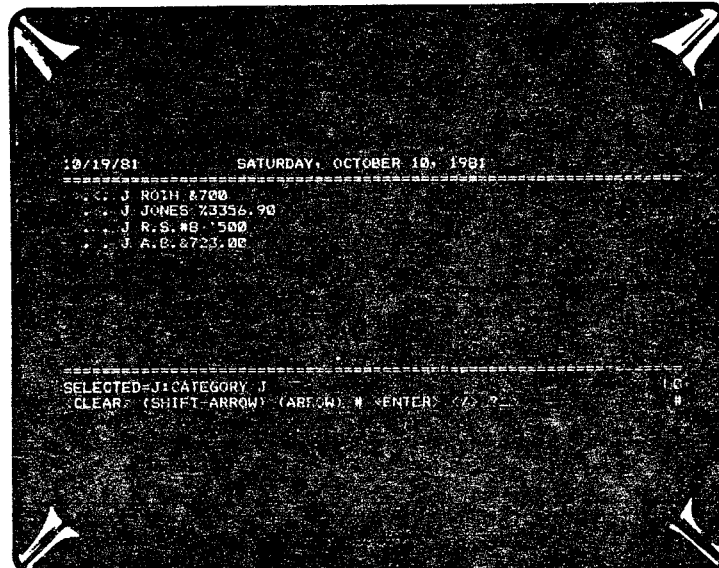 10/19/81 SATURDAY, OCTOBER 10, 1981
J ROTH &700
J JONES %3356.90
J R.S.#B '500
J A.B.&723.00
SELECTED=J:CATEGORY J
CLEAR> (SHIFT-ARROW) (ARROW) # <ENTER> </> ? #